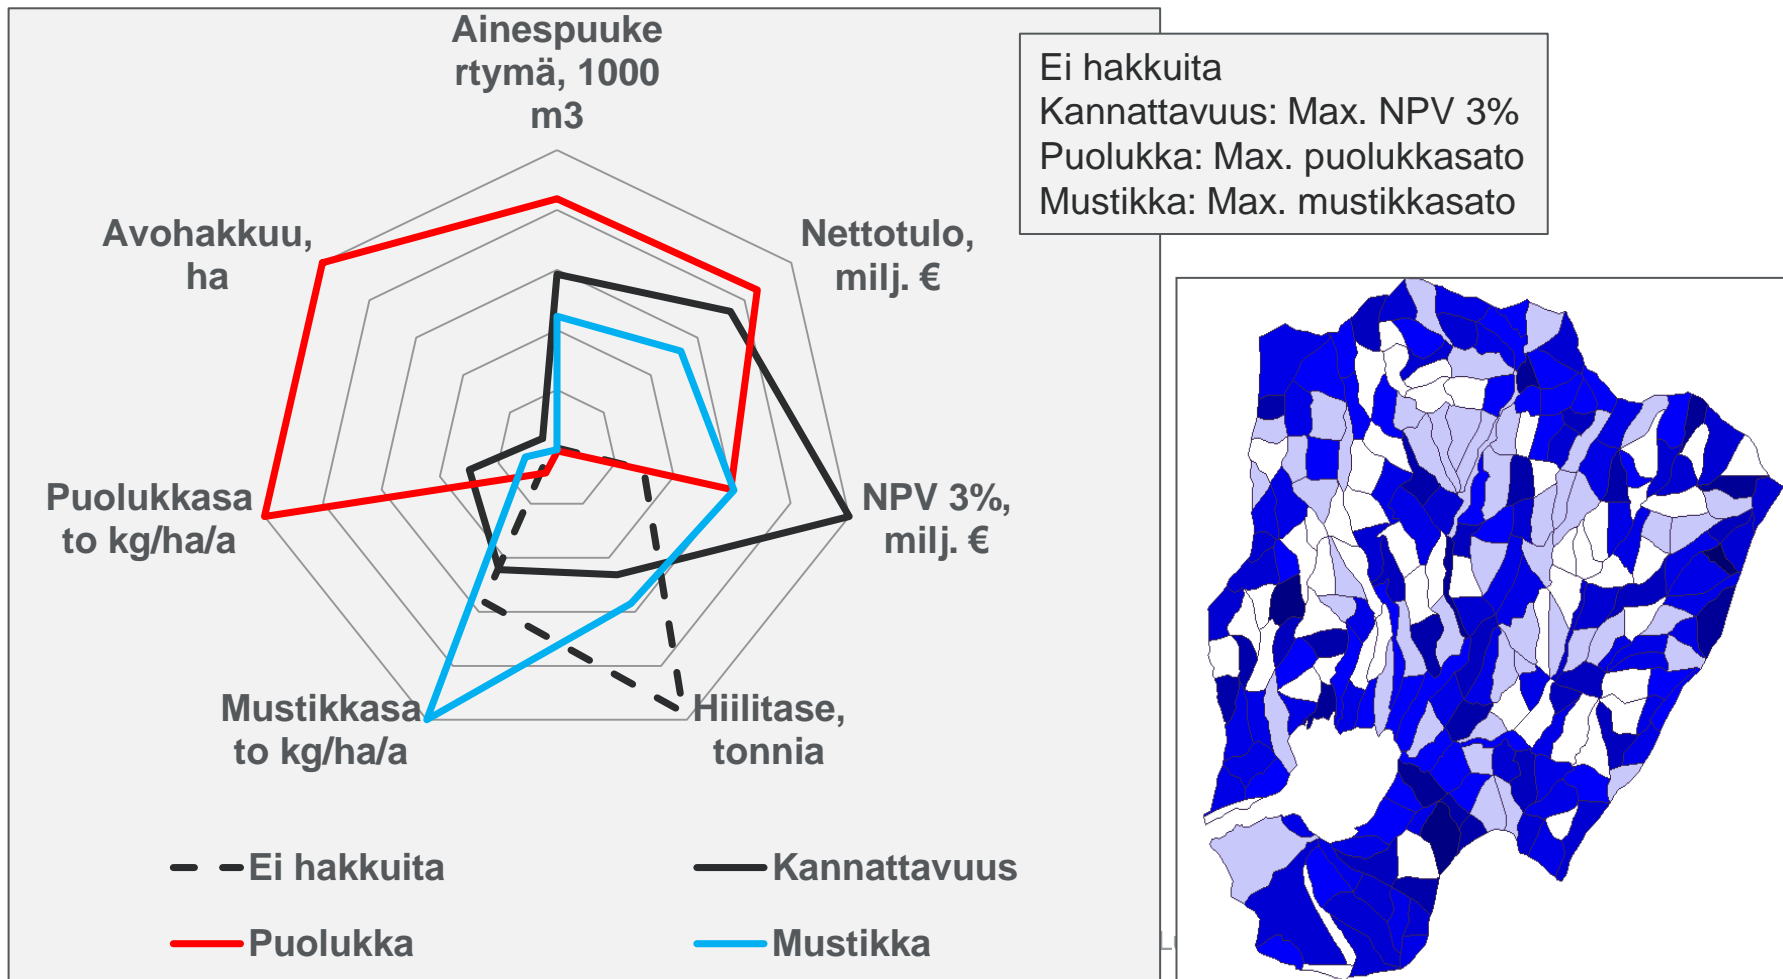 Ainespuuke
rtymä, 1000
m3
Nettotulo,
milj. €
NPV 3%,
milj. €
Hiilitase,
tonnia
Mustikkasa
to kg/ha/a
Puolukkasa
to kg/ha/a
Avohakkuu,
ha
Ei hakkuita
Kannattavuus
Puolukka
Mustikka
Ei hakkuita
Kannattavuus: Max. NPV 3%
Puolukka: Max. puolukkasato
Mustikka: Max. mustikkasato